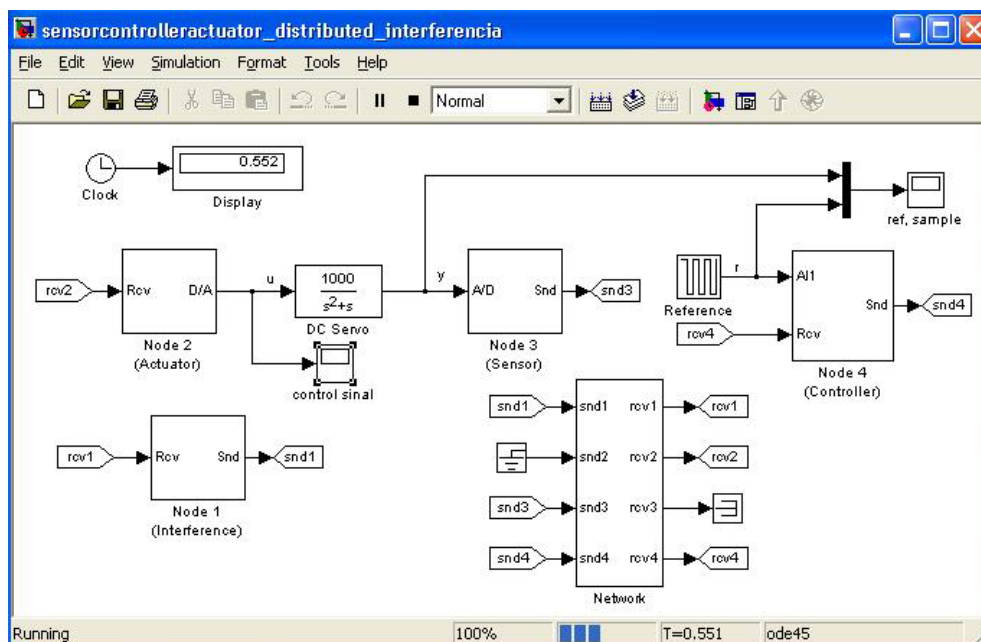 sensorcontrolleractuator_distributed_interferencia
File Edit View Simulation Format Tools Help
Normal
0.552
Clock
Display
ref, sample
rcv2
Rcv D/A
u
1000
s²+s
y
A/D Snd
snd3
r
AI1
Snd
snd4
Reference
rcv4
Rcv
DC Servo
Node 2
(Actuator)
Node 3
(Sensor)
Node 4
(Controller)
control sinal
snd1
snd1 rcv1
rcv1
rcv1
Rcv Snd
snd1
snd2 rcv2
rcv2
snd3
snd3 rcv3
Node 1
(Interference)
snd4
snd4 rcv4
rcv4
Network
Running 100% T=0.551 ode45